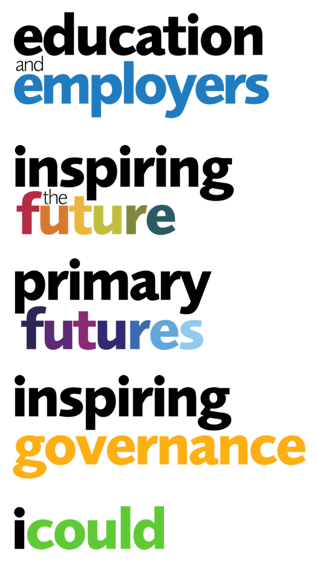 education
and
employers
inspiring
the
future
primary
futures
inspiring
governance
icould